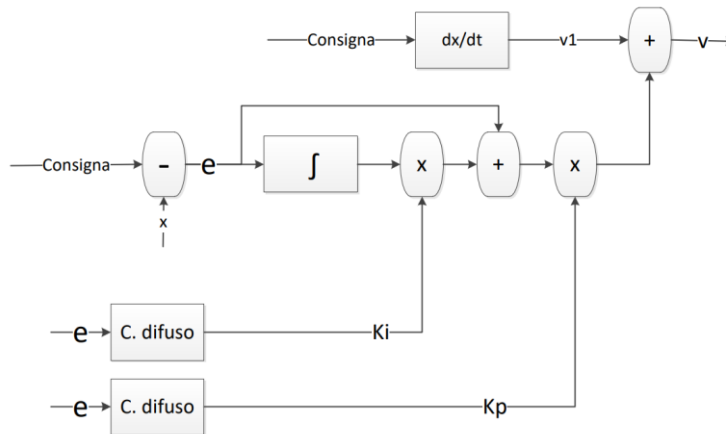 Consigna dx/dt v1 + v
Consigna - e ∫ x + x
x
e C. difuso Ki
e C. difuso Kp